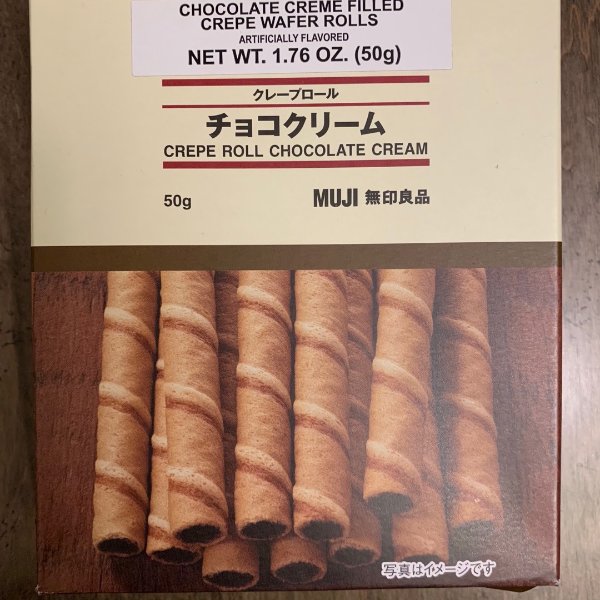 CHOCOLATE CREME FILLED
CREPE WAFER ROLLS
ARTIFICIALLY FLAVORED
NET WT. 1.76 OZ. (50g)
クレープロール
チョコクリーム
CREPE ROLL CHOCOLATE CREAM
50g
MUJI 無印良品
写真はイメージです